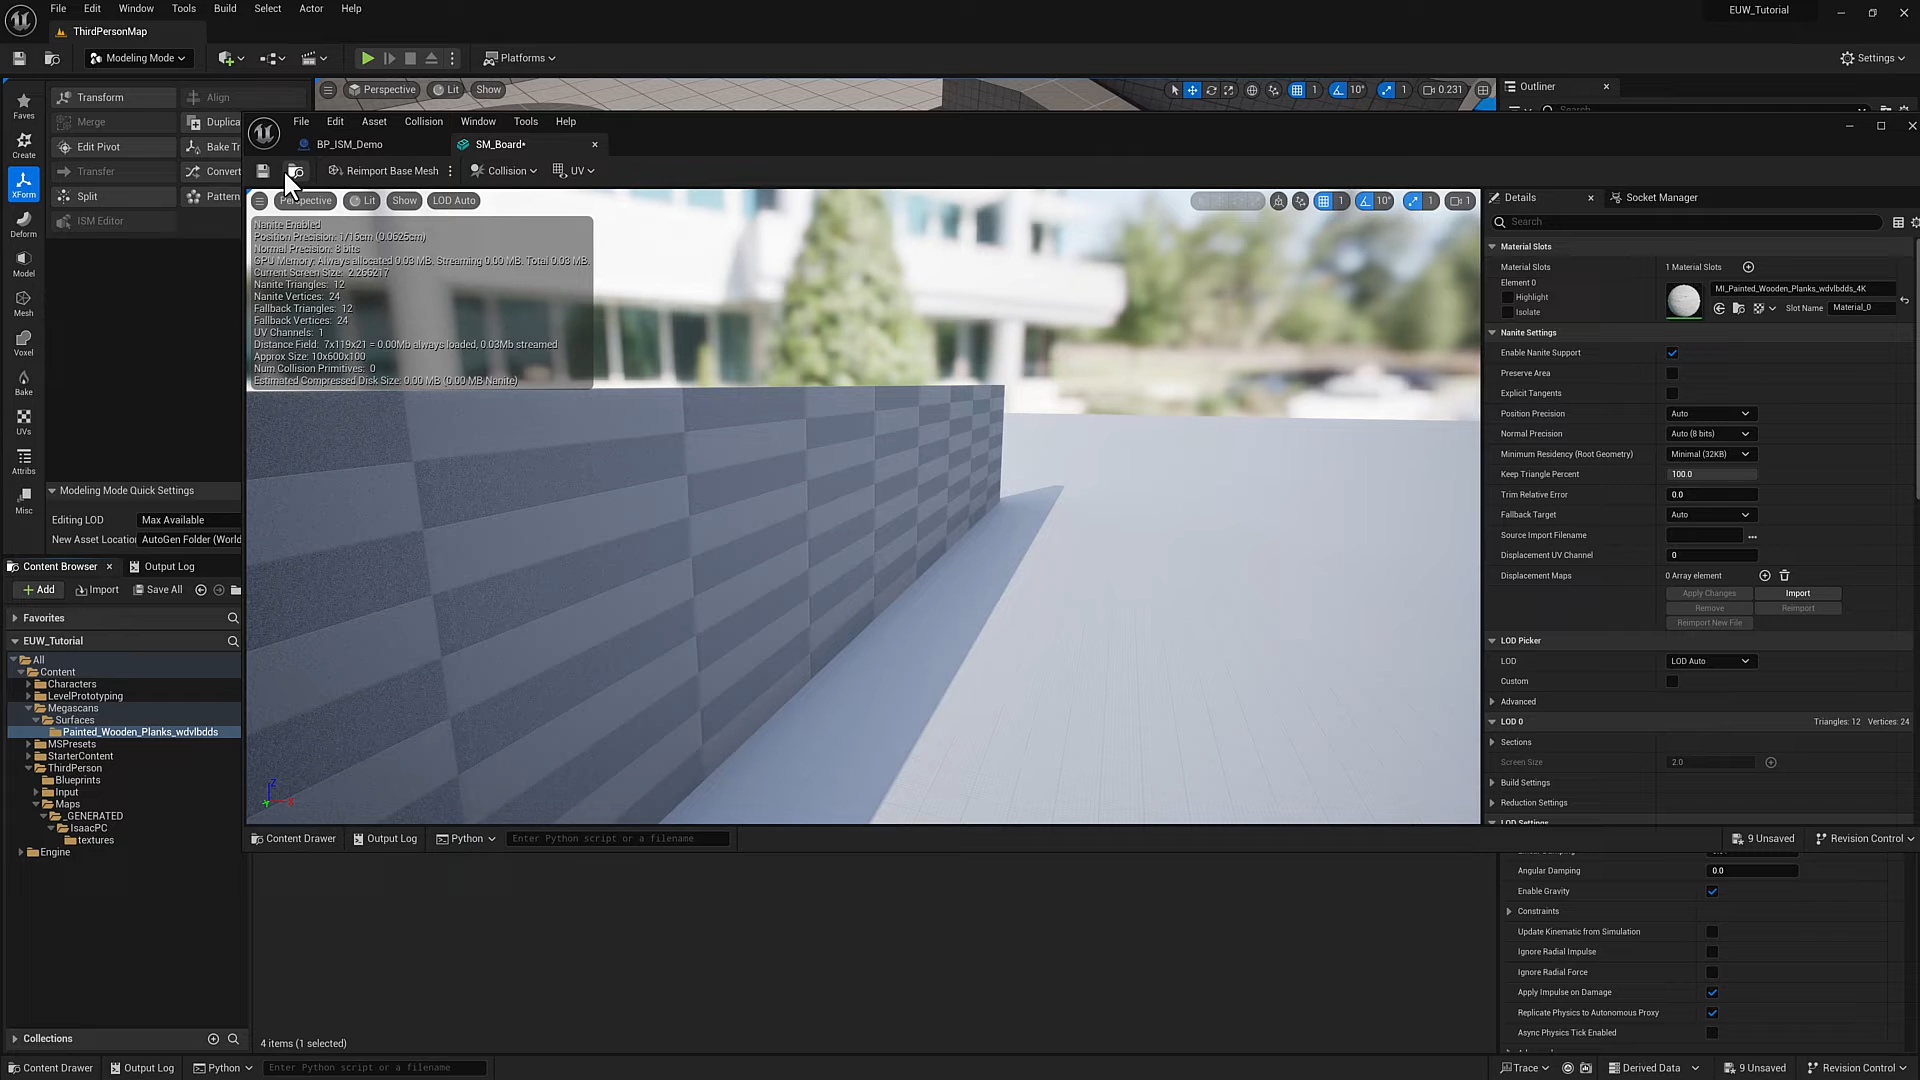 File Edit Window Tools Build Select Actor Help
EUW_Tutorial
ThirdPersonMap
Modeling Mode
Platforms
Settings
Transform Align
Perspective Lit Show
1 10° 1 0.231
Outliner
Faves
Merge Duplica
Search
File Edit Asset Collision Window Tools Help
Create
Edit Pivot Bake Tr
BP_ISM_Demo
SM_Board*
Transfer Convert
Reimport Base Mesh
Collision
UV
XForm
Split Pattern
Perspective Lit Show LOD Auto
1 10° 1 1
Details
Socket Manager
ISM Editor
Search
Deform
Nanite Enabled
Position Precision: 1/16cm (0.0625cm)
Normal Precision: 8 bits
GPU Memory: Always allocated 0.03 MB. Streaming 0.00 MB. Total 0.03 MB.
Current Screen Size: 2.266217
Nanite Triangles: 12
Nanite Vertices: 24
Fallback Triangles: 12
Fallback Vertices: 24
UV Channels: 1
Distance Field: 7x119x21 = 0.00Mb always loaded, 0.03Mb streamed
Approx Size: 10x600x100
Num Collision Primitives: 0
Estimated Compressed Disk Size: 0.00 MB (0.00 MB Nanite)
Material Slots
Material Slots 1 Material Slots
Element 0
Highlight
Isolate
MI_Painted_Wooden_Planks_wdvlbdds_4K
Slot Name Material_0
Nanite Settings
Enable Nanite Support
Preserve Area
Explicit Tangents
Position Precision Auto
Normal Precision Auto (8 bits)
Minimum Residency (Root Geometry) Minimal (32KB)
Keep Triangle Percent 100.0
Trim Relative Error 0.0
Fallback Target Auto
Source Import Filename
Displacement UV Channel 0
Displacement Maps 0 Array element
Apply Changes Import
Remove Reimport
Reimport New File
LOD Picker
LOD LOD Auto
Custom
Advanced
LOD 0 Triangles: 12 Vertices: 24
Sections
Screen Size 2.0
Build Settings
Reduction Settings
LOD Settings
Model
Mesh
Voxel
Bake
UVs
Attribs
Misc
Modeling Mode Quick Settings
Editing LOD Max Available
New Asset Location AutoGen Folder (World
Content Browser
Output Log
Add Import Save All
Favorites
EUW_Tutorial
All
Content
Characters
LevelPrototyping
Megascans
Surfaces
Painted_Wooden_Planks_wdvlbdds
MSPresets
StarterContent
ThirdPerson
Blueprints
Input
Maps
_GENERATED
IsaacPC
textures
Engine
Z
Content Drawer Output Log Python Enter Python script or a filename
9 Unsaved Revision Control
Angular Damping 0.0
Enable Gravity
Constraints
Update Kinematic from Simulation
Ignore Radial Impulse
Ignore Radial Force
Apply Impulse on Damage
Replicate Physics to Autonomous Proxy
Async Physics Tick Enabled
Collections
4 items (1 selected)
Content Drawer Output Log Python Enter Python script or a filename
Trace Derived Data 9 Unsaved Revision Control